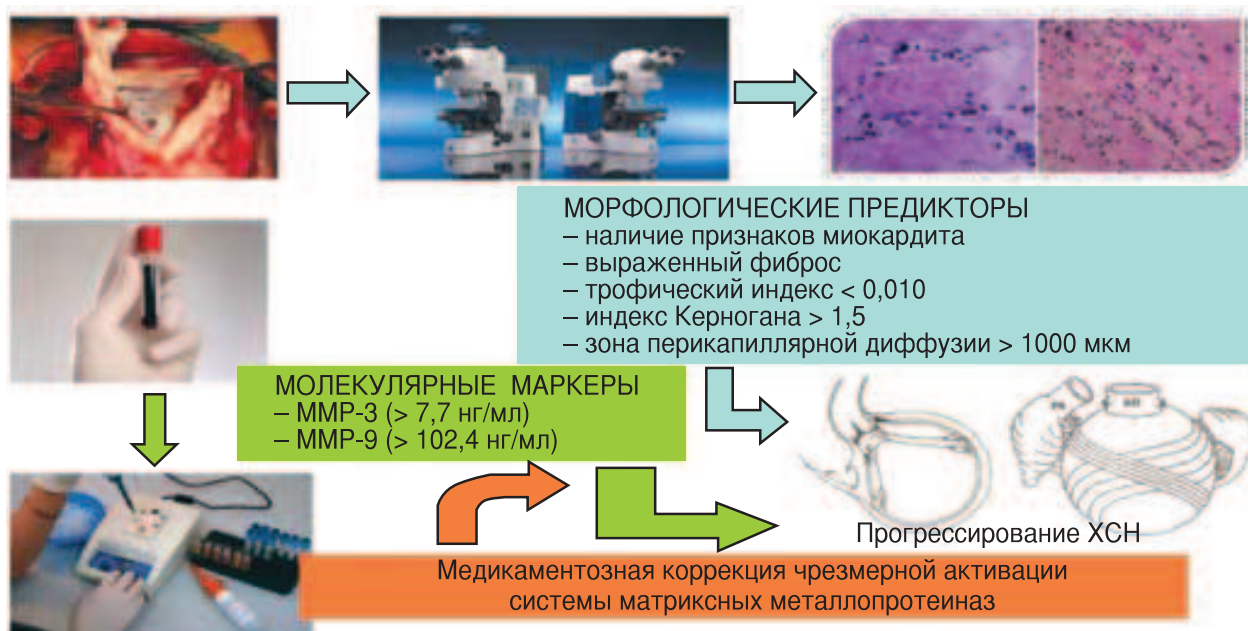 МОРФОЛОГИЧЕСКИЕ ПРЕДИКТОРЫ
– наличие признаков миокардита
– выраженный фиброс
– трофический индекс < 0,010
– индекс Керногана > 1,5
– зона перикапиллярной диффузии > 1000 мкм
МОЛЕКУЛЯРНЫЕ МАРКЕРЫ
– ММР-3 (> 7,7 нг/мл)
– ММР-9 (> 102,4 нг/мл)
Прогрессирование ХСН
Медикаментозная коррекция чрезмерной активации
системы матриксных металлопротеиназ